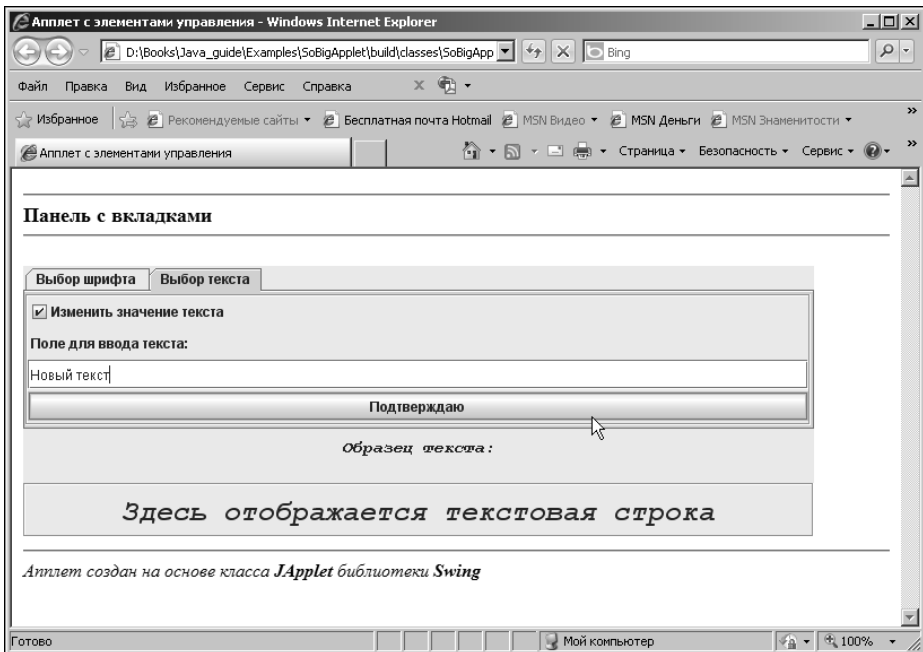 Апплет с элементами управления - Windows Internet Explorer
D:\Books\Java_guide\Examples\SoBigApplet\build\classes\SoBigApp
Bing
Файл Правка Вид Избранное Сервис Справка
Избранное Рекомендуемые сайты Бесплатная почта Hotmail MSN Видео MSN Деньги MSN Знаменитости »
Апплет с элементами управления
Страница Безопасность Сервис »
Панель с вкладками
Выбор шрифта Выбор текста
Изменить значение текста
Поле для ввода текста:
Новый текст
Подтверждаю
Образец текста:
Здесь отображается текстовая строка
Апплет создан на основе класса JApplet библиотеки Swing
Готово Мой компьютер 100%